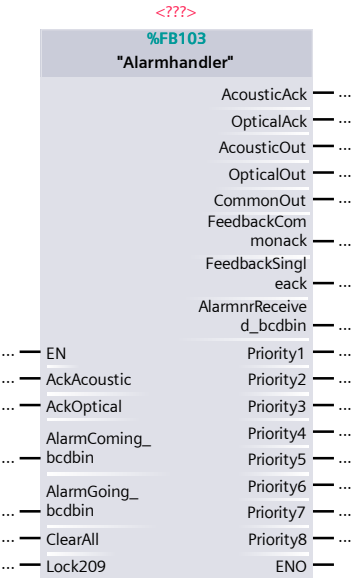 <???>
%FB103
"Alarmhandler"
AcousticAck ...
OpticalAck ...
AcousticOut ...
OpticalOut ...
CommonOut ...
FeedbackCom
monack ...
FeedbackSingl
eack ...
AlarmnrReceive
d_bcdbin ...
... EN Priority1 ...
... AckAcoustic Priority2 ...
... AckOptical Priority3 ...
AlarmComing_ Priority4 ...
... bcdbin Priority5 ...
AlarmGoing_ Priority6 ...
... bcdbin Priority7 ...
... ClearAll Priority8 ...
... Lock209 ENO